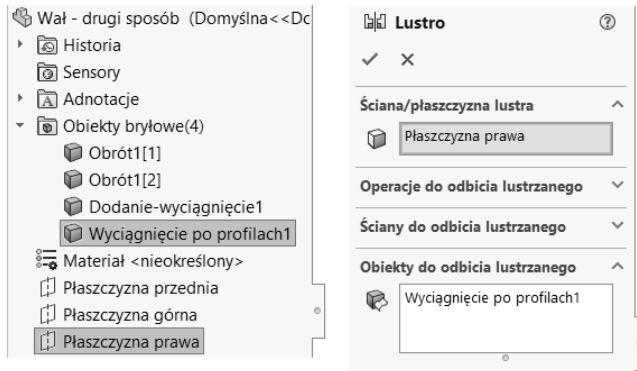 Wał - drugi sposób (Domyślna<<Dc
Historia
Sensory
Adnotacje
Obiekty bryłowe(4)
Obrót1[1]
Obrót1[2]
Dodanie-wyciągnięcie1
Wyciągnięcie po profilach1
Materiał <nieokreślony>
Płaszczyzna przednia
Płaszczyzna górna
Płaszczyzna prawa
Lustro
Ściana/płaszczyzna lustra
Płaszczyzna prawa
Operacje do odbicia lustrzanego
Ściany do odbicia lustrzanego
Obiekty do odbicia lustrzanego
Wyciągnięcie po profilach1